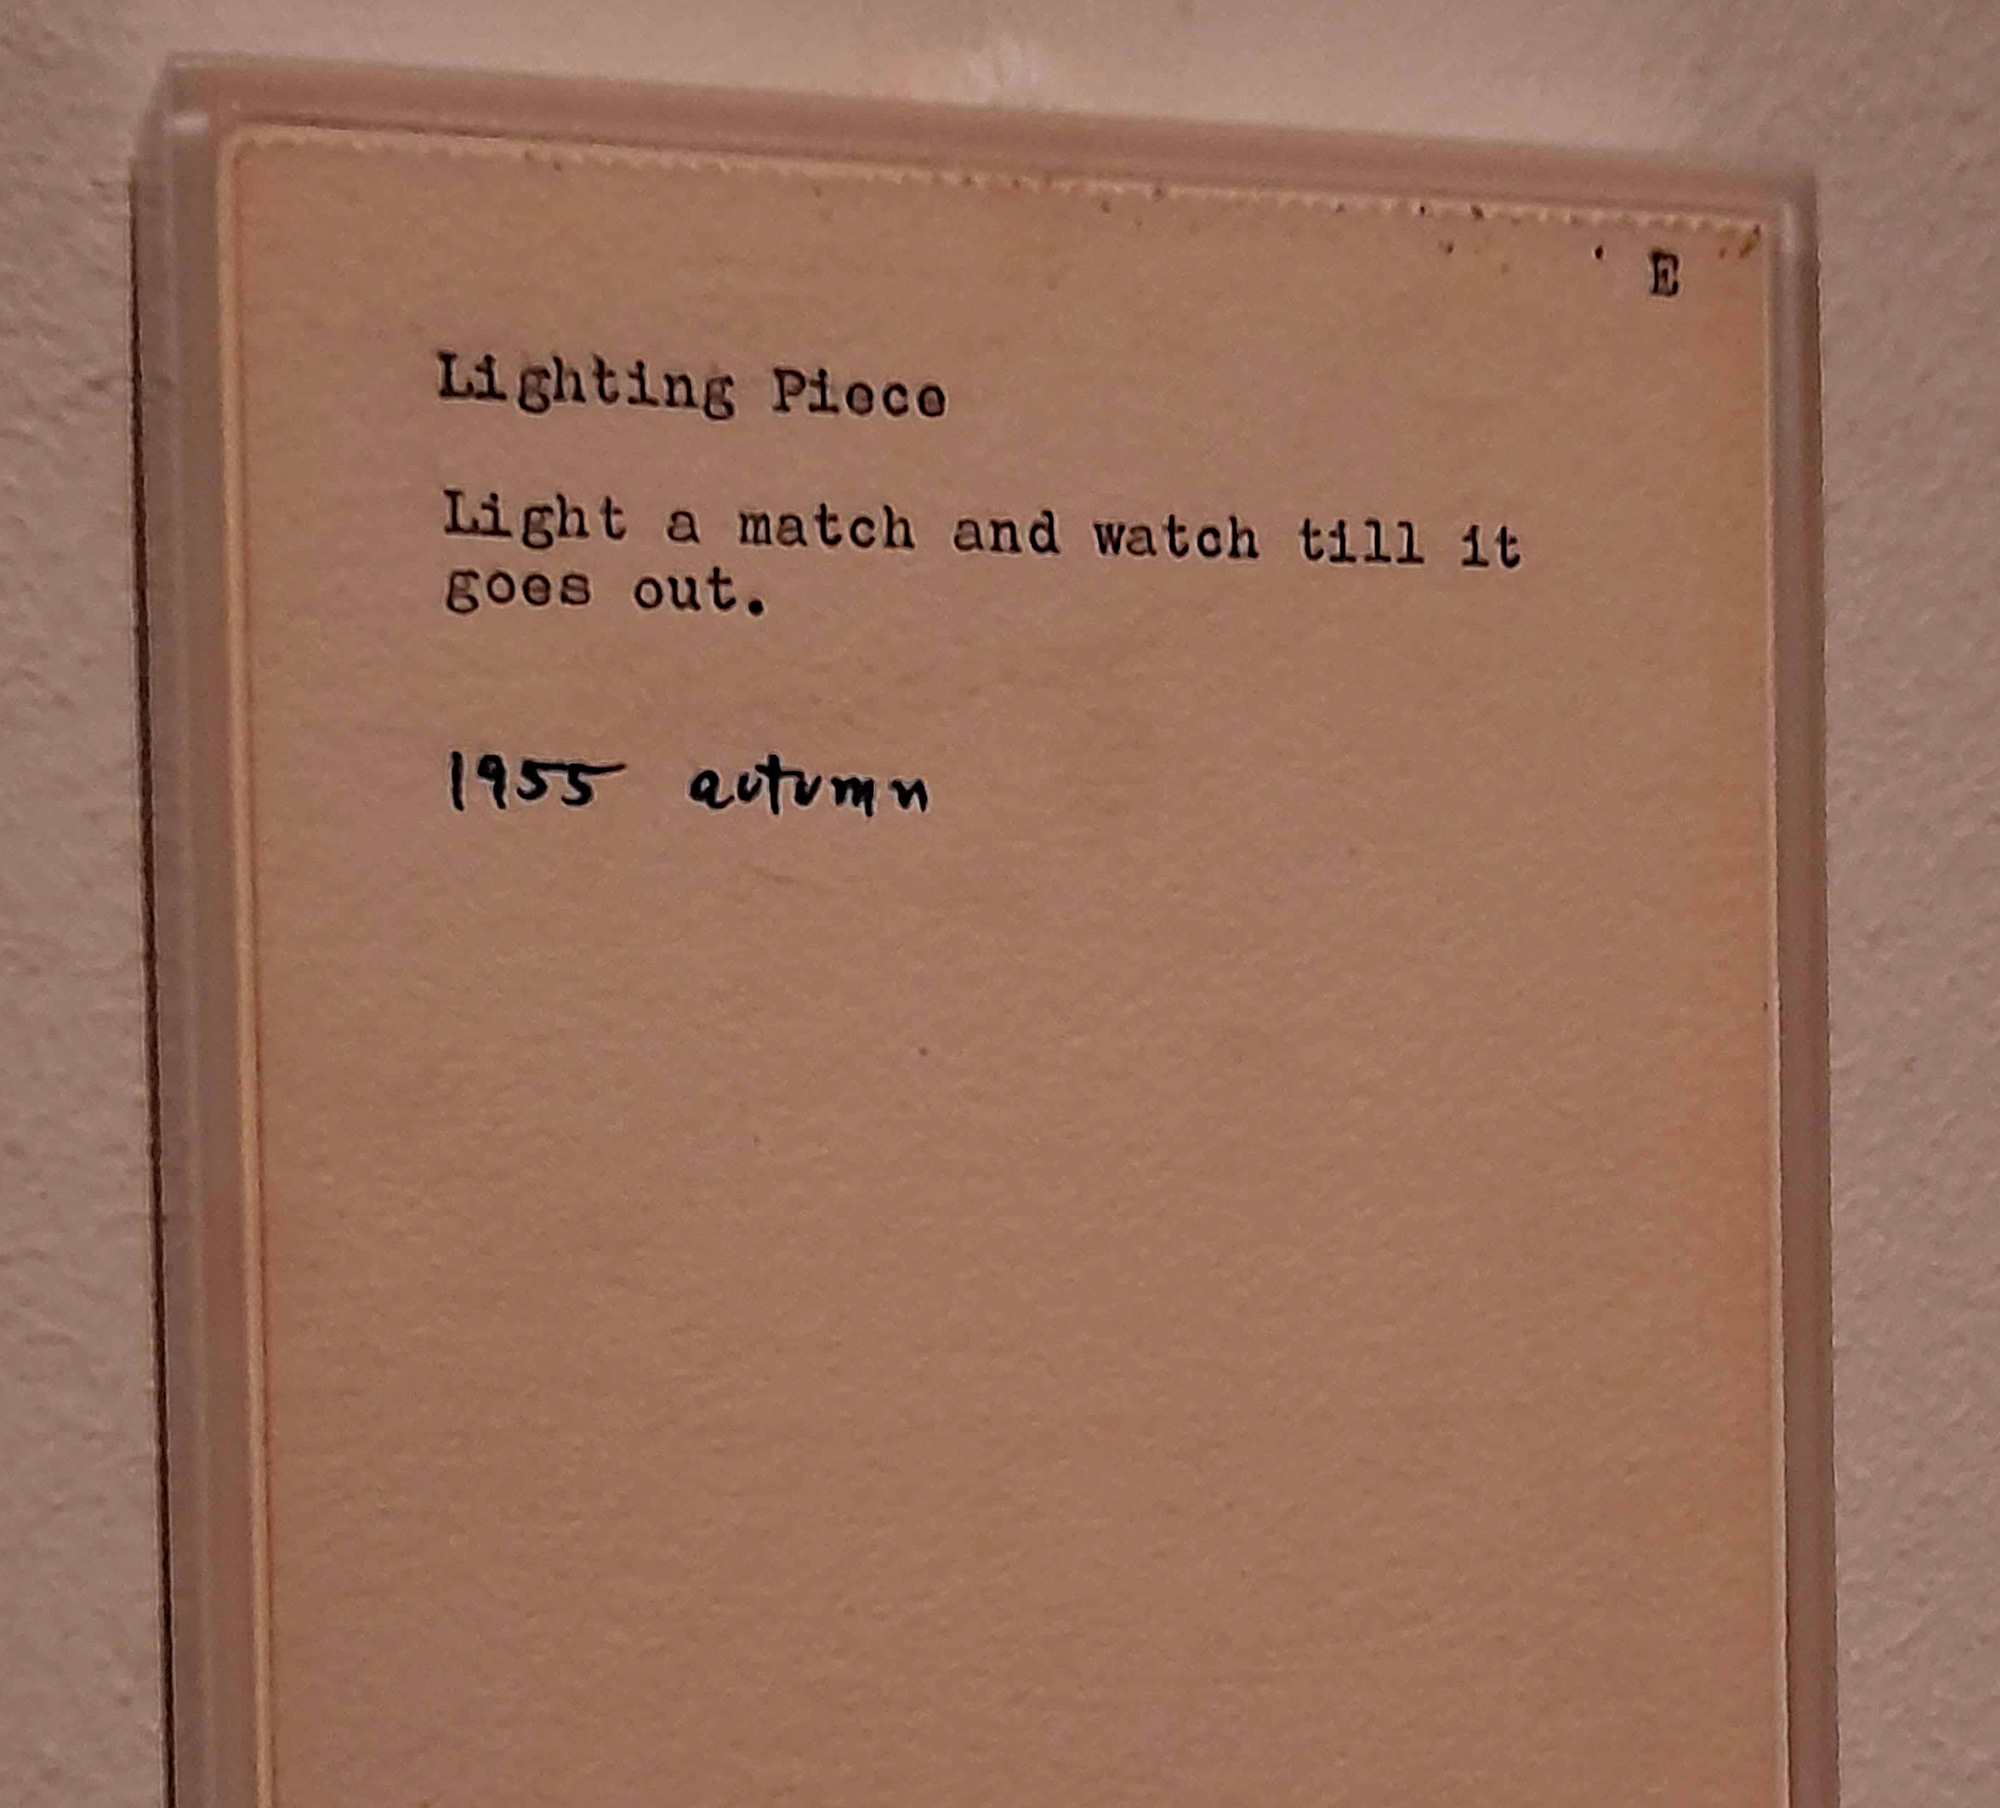 E
Lighting Piece
Light a match and watch till it
goes out.
1955 autumn